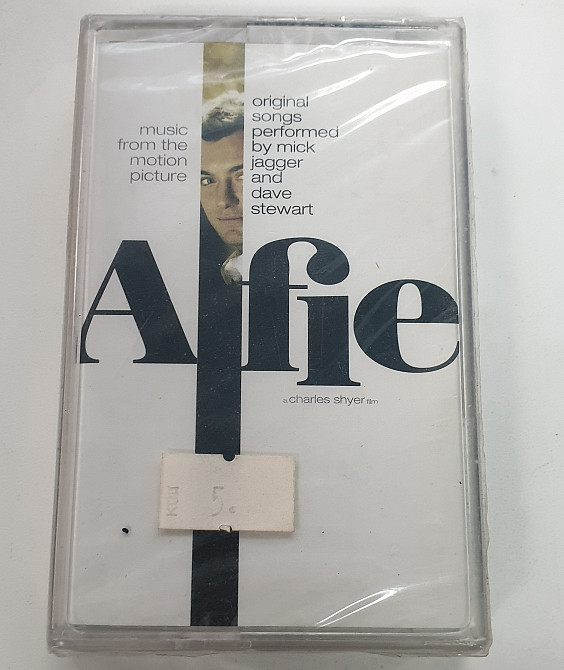 music
from the
motion
picture
original
songs
performed
by mick
jagger
and
dave
stewart
Alfie
a charles shyer film